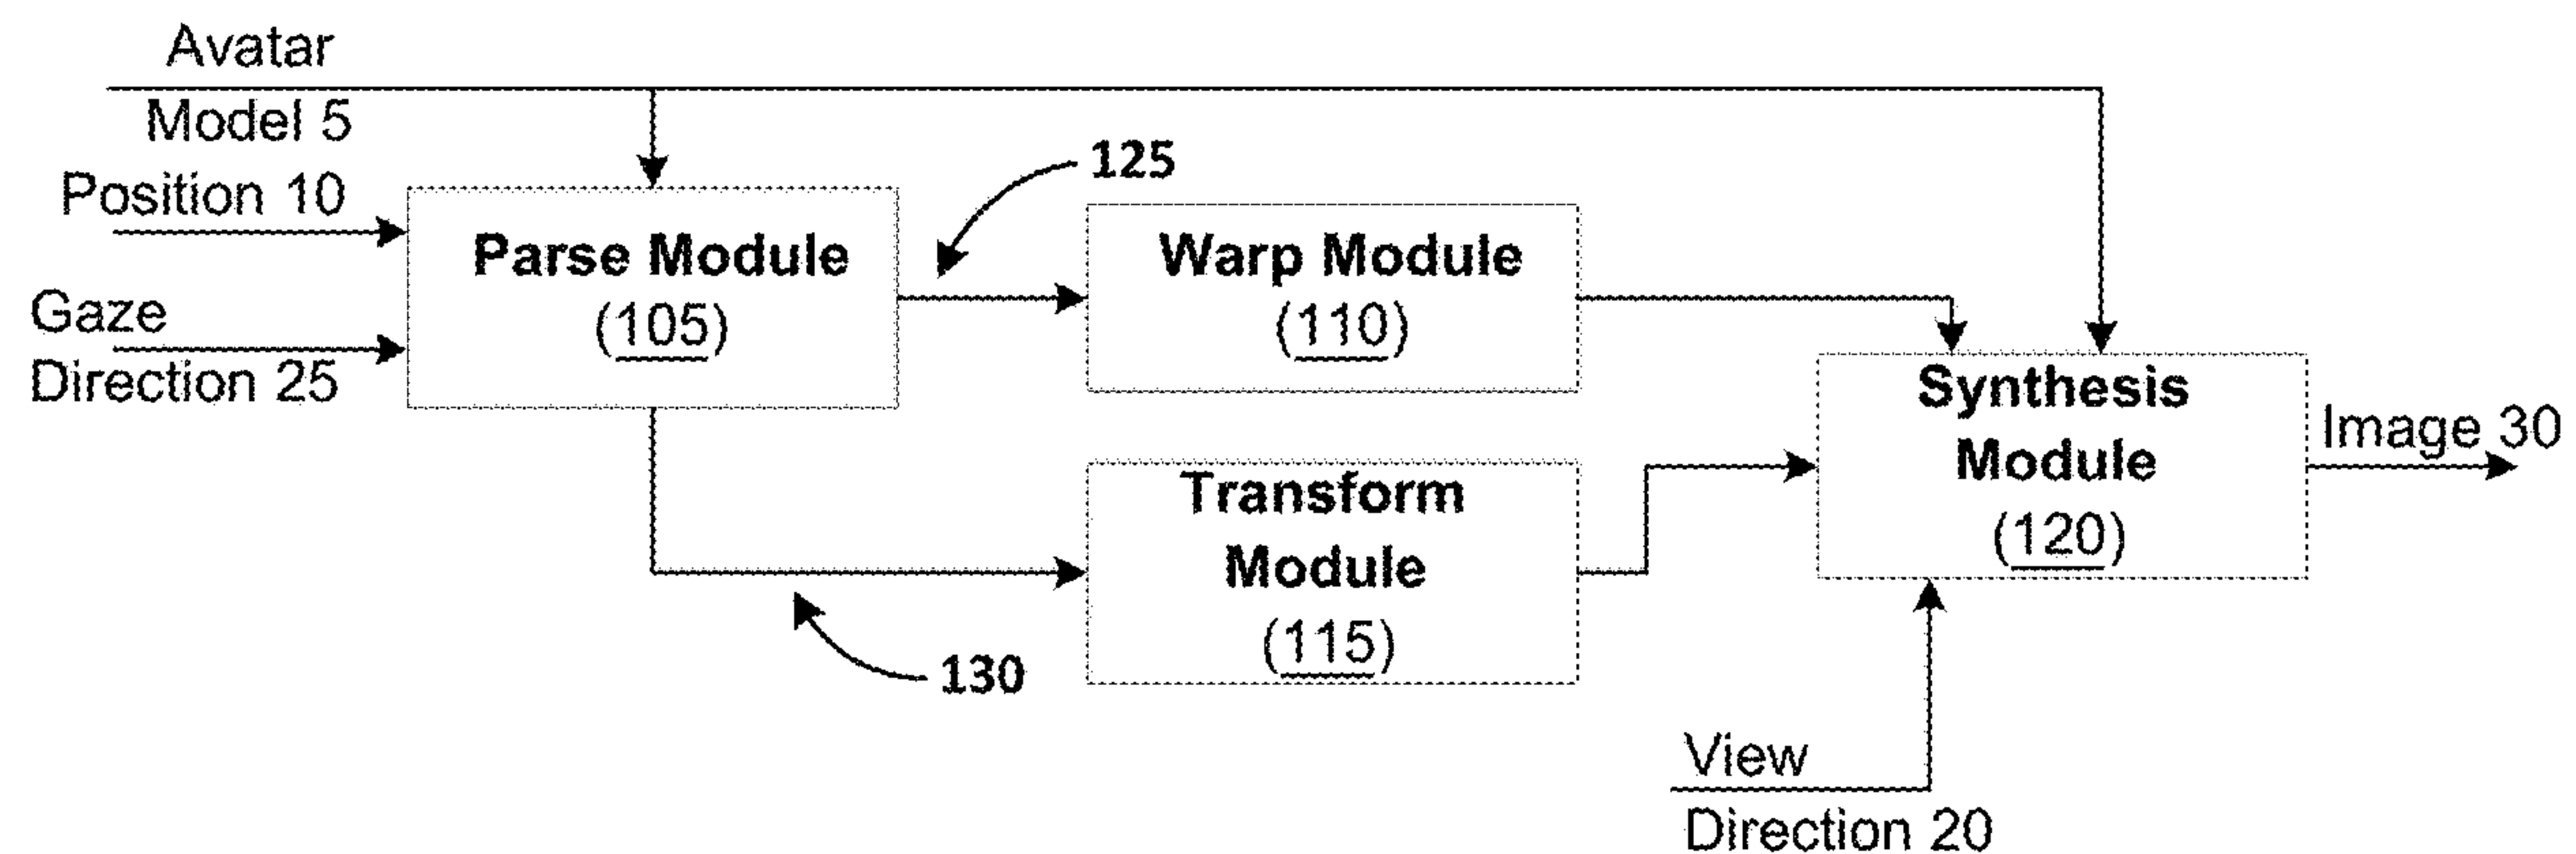 Avatar
Model 5
Position 10
Gaze
Direction 25
Parse Module
(105)
125
Warp Module
(110)
130
Transform
Module
(115)
Synthesis
Module
(120)
Image 30
View
Direction 20